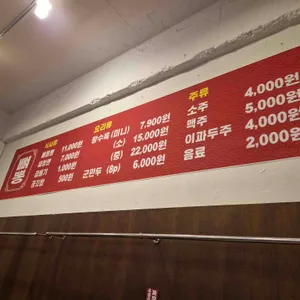 식사류
11,000원
7,000원
1,000원
500원
요리류
탕수육 (미니) 7,900원
(소) 15,000원
(중) 22,000원
군만두 (8p) 6,000원
주류
소주 4,000원
맥주 5,000원
이과두주 4,000원
음료 2,000원